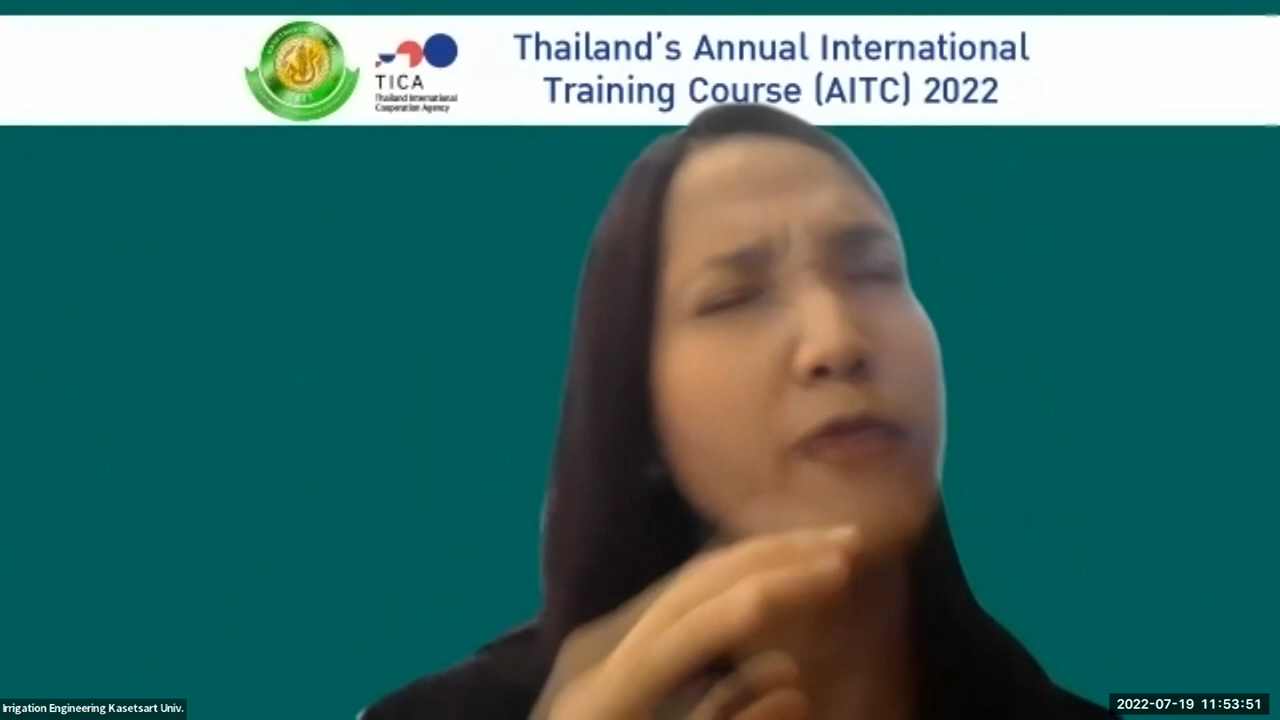 TICA
Thailand International
Cooperation Agency
Thailand's Annual International
Training Course (AITC) 2022
Irrigation Engineering Kasetsart Univ.
2022-07-19 11:53:51